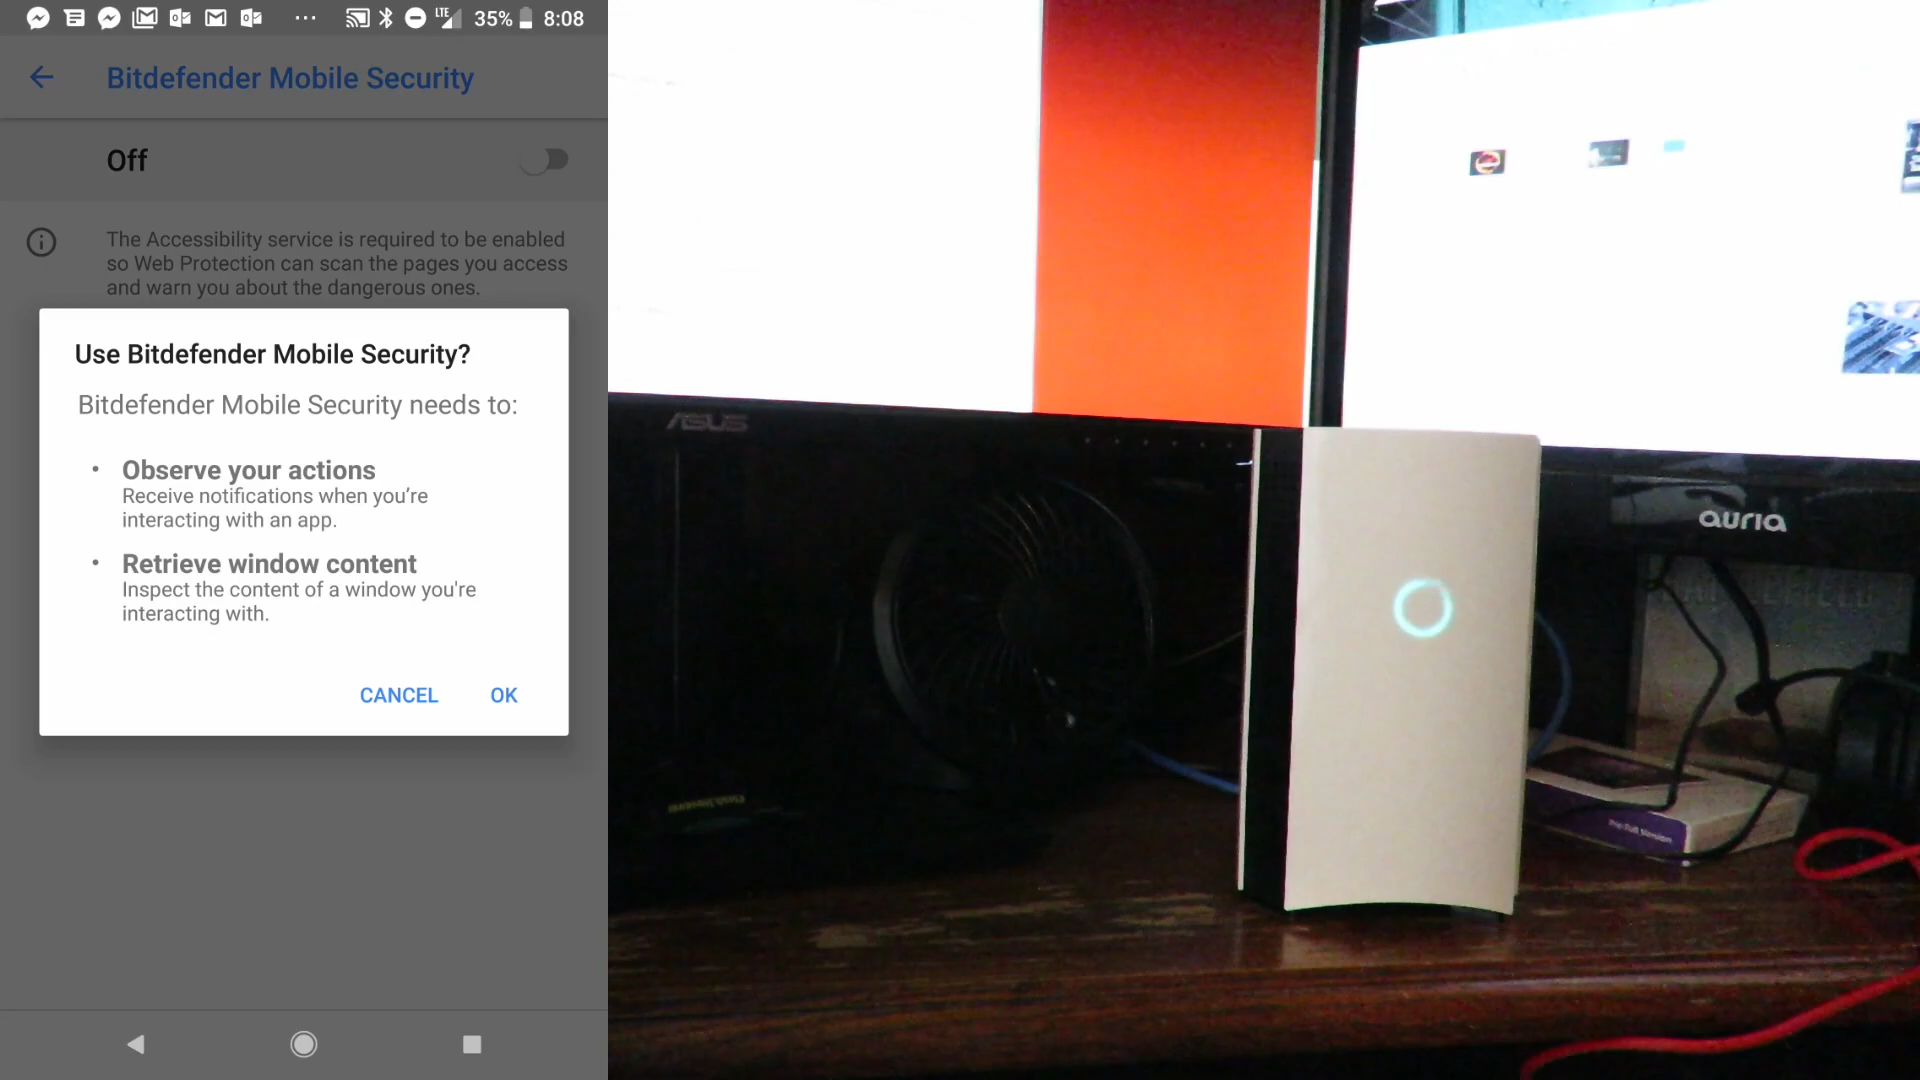 LTE 35% 8:08
Bitdefender Mobile Security
Off
The Accessibility service is required to be enabled
so Web Protection can scan the pages you access
and warn you about the dangerous ones.
Use Bitdefender Mobile Security?
Bitdefender Mobile Security needs to:
• Observe your actions
Receive notifications when you’re
interacting with an app.
• Retrieve window content
Inspect the content of a window you're
interacting with.
CANCEL OK
ASUS
auria